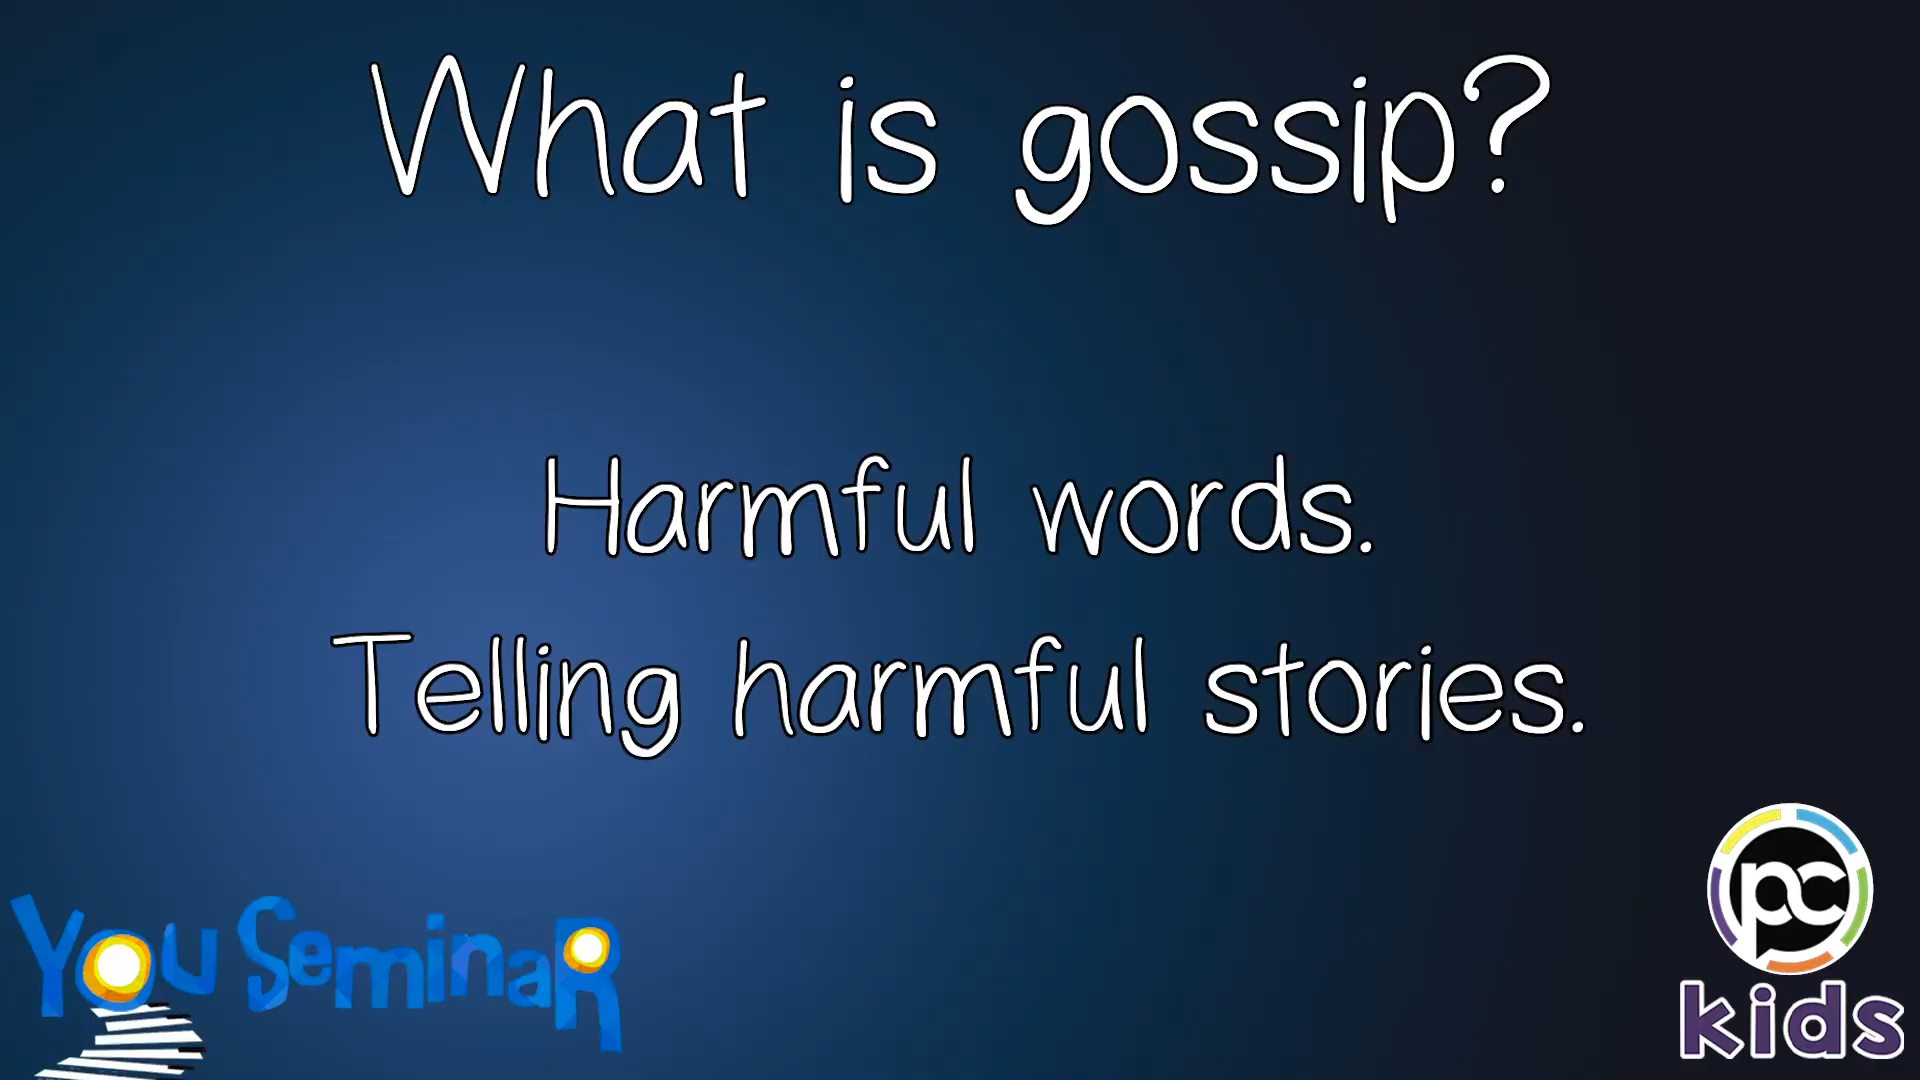 What is gossip?
Harmful words.
Telling harmful stories.
You SeminaR
pc
kids